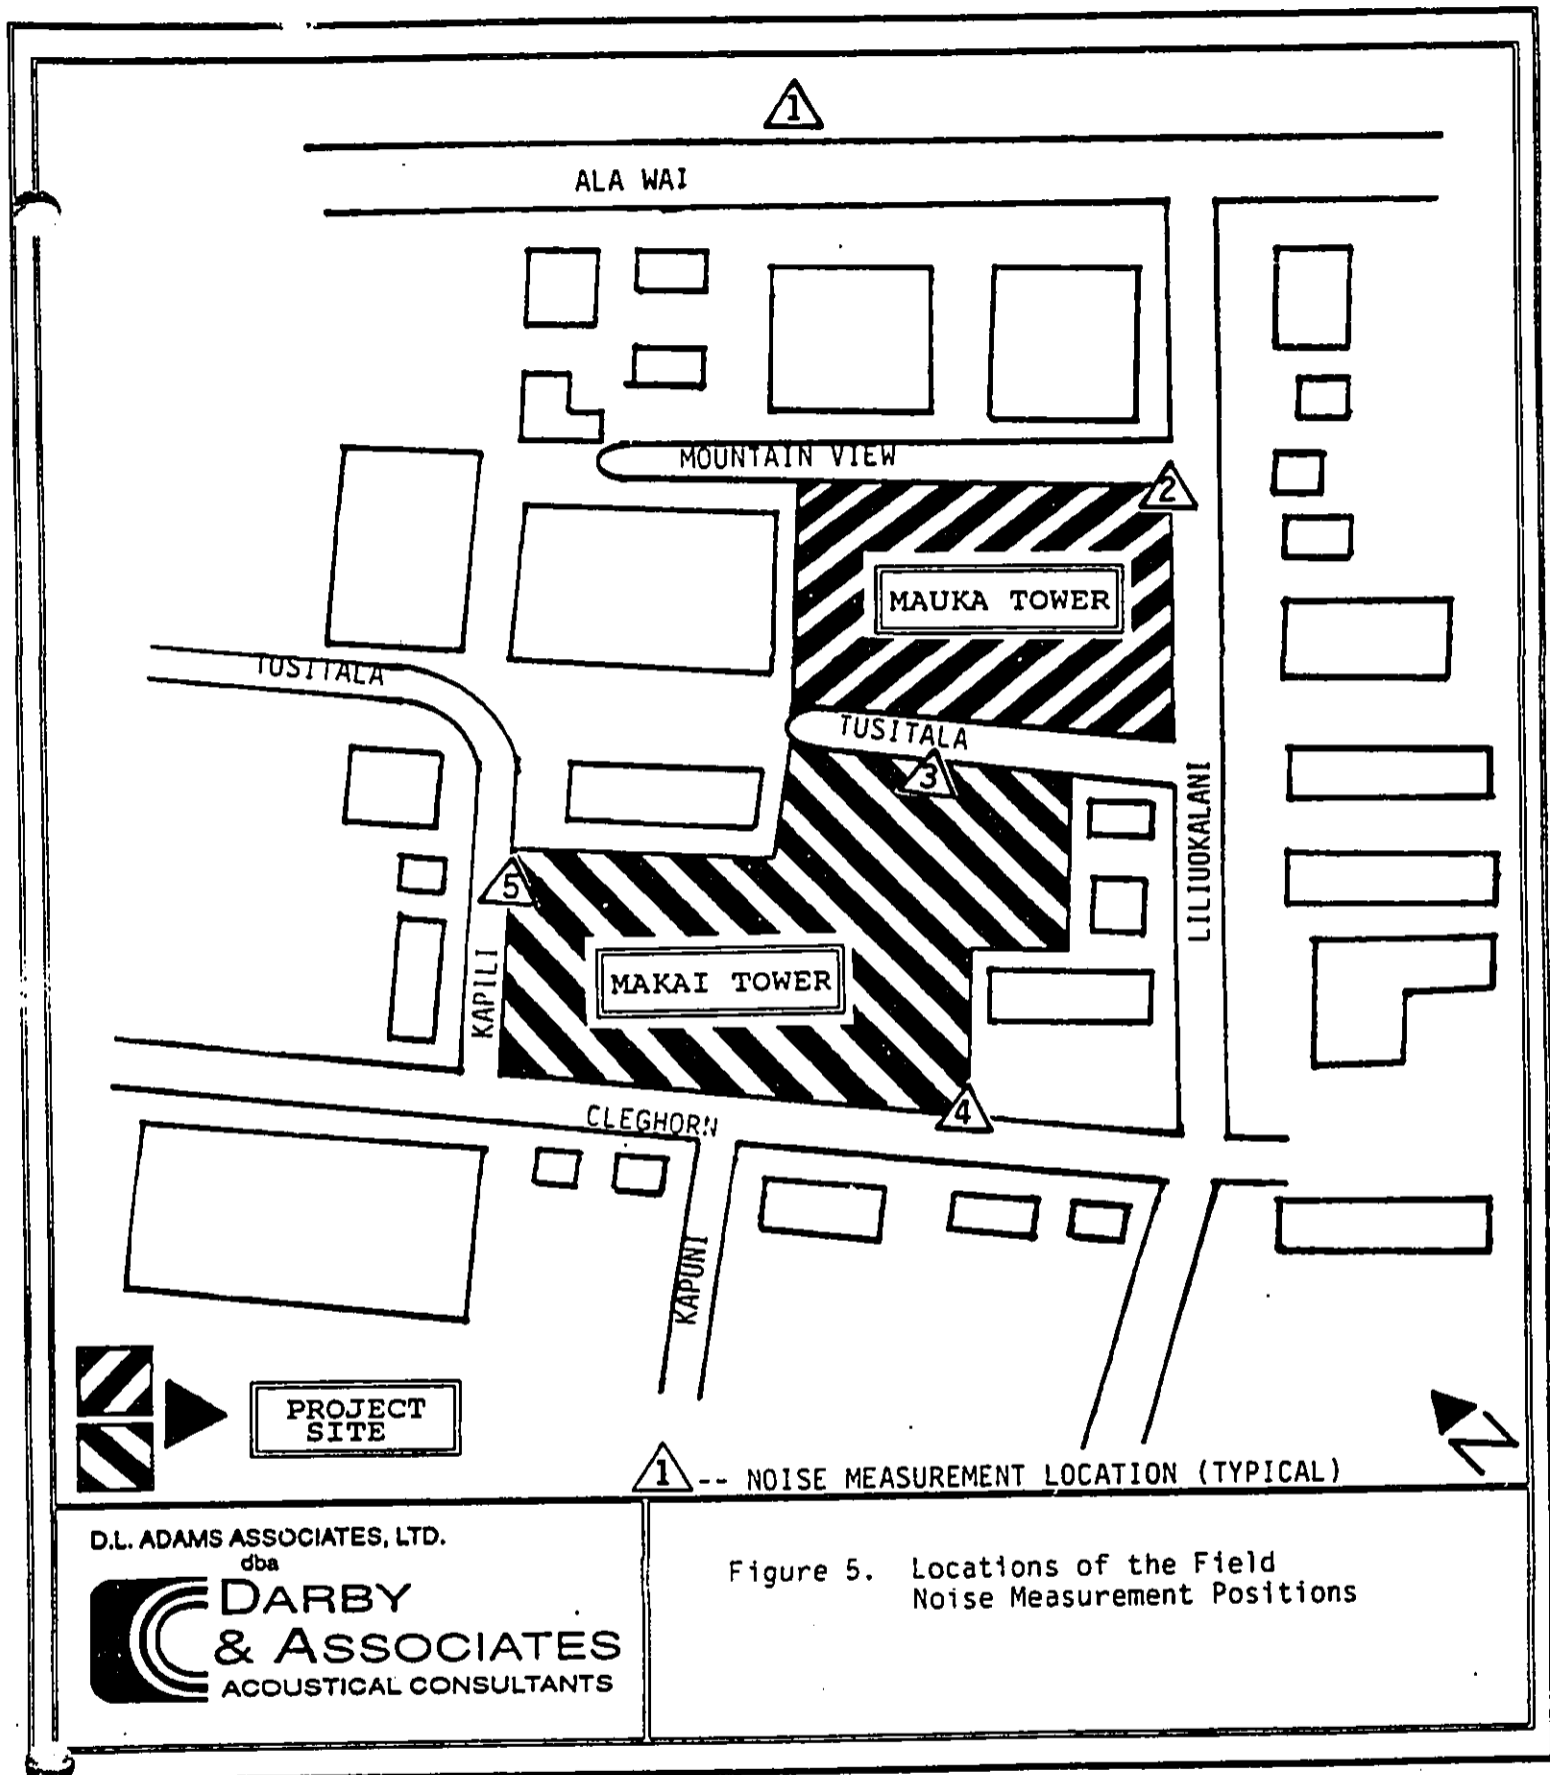 1
ALA WAI
MOUNTAIN VIEW
2
MAUKA TOWER
TUSITALA
TUSITALA
3
LILIUOKALANI
5
MAKAI TOWER
KAPILI
4
CLEGHORN
KAPUNI
PROJECT
SITE
1 -- NOISE MEASUREMENT LOCATION (TYPICAL)
D.L. ADAMS ASSOCIATES, LTD.
dba
DARBY
& ASSOCIATES
ACOUSTICAL CONSULTANTS
Figure 5. Locations of the Field
Noise Measurement Positions